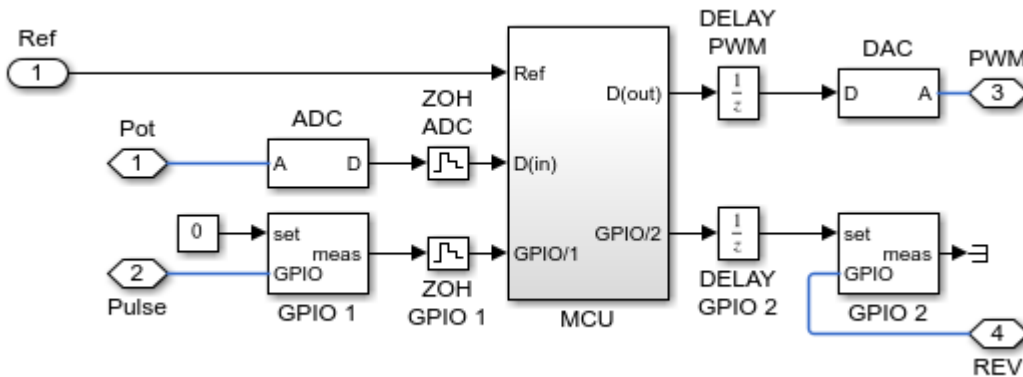 Ref
1
Pot
1
ADC
A D
ZOH
ADC
0
set
meas
GPIO
GPIO 1
2
Pulse
ZOH
GPIO 1
Ref
D(in)
GPIO/1
D(out)
GPIO/2
MCU
DELAY
PWM
1
z
DAC
D A
PWM
3
1
z
DELAY
GPIO 2
set
meas
GPIO
GPIO 2
4
REV